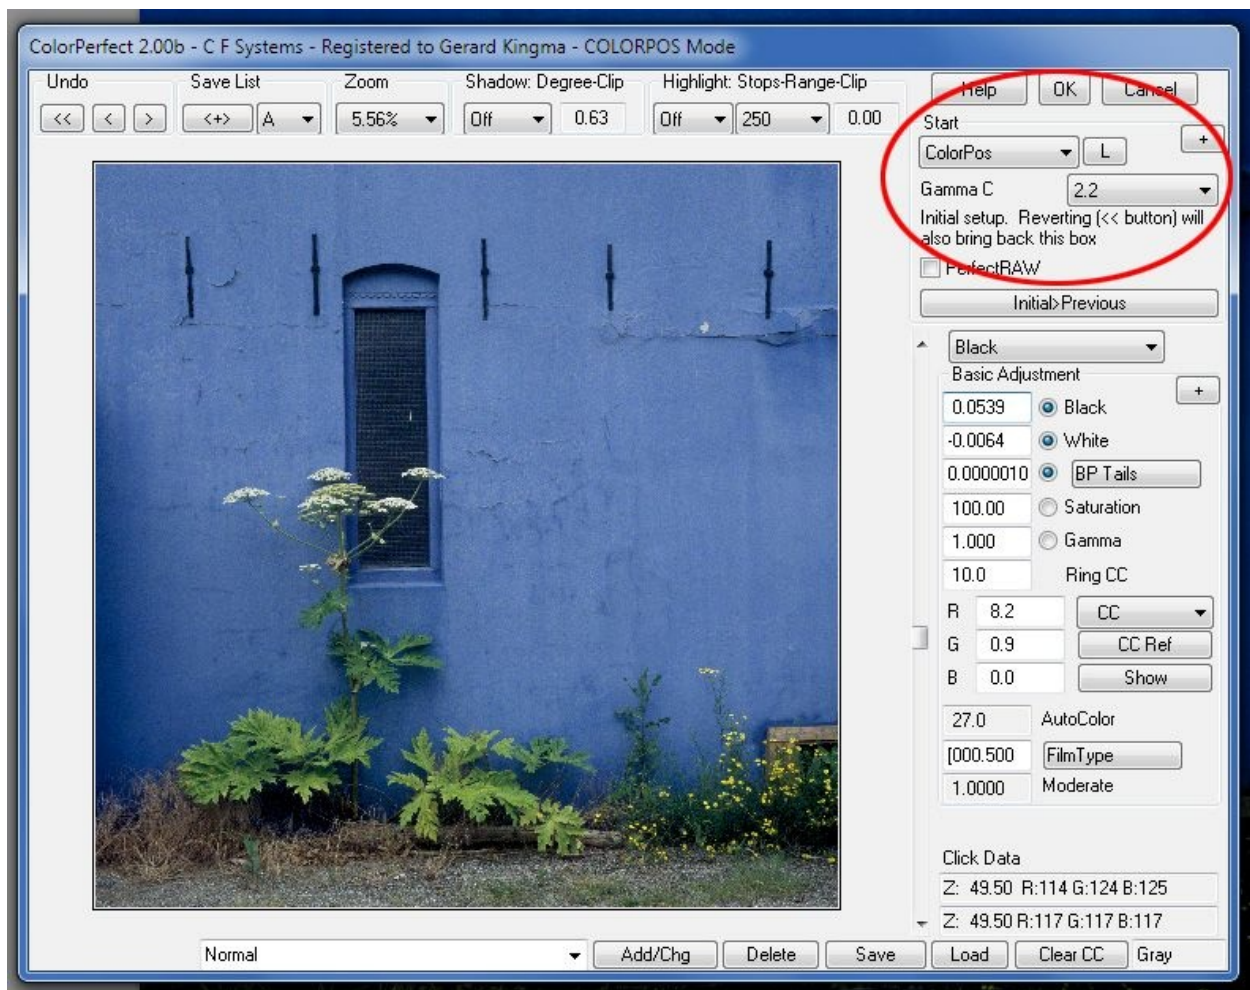 ColorPerfect 2.00b - C F Systems - Registered to Gerard Kingma - COLORPOS Mode
Undo Save List Zoom Shadow: Degree-Clip Highlight: Stops-Range-Clip Help OK Cancel
<< < > <+> A 5.56% Off 0.63 Off 250 0.00
Start
+
ColorPos L
Gamma C 2.2
Initial setup. Reverting (<< button) will
also bring back this box
PerfectRAW
Initial>Previous
Black
Basic Adjustment
+
0.0539 Black
-0.0064 White
0.0000010 BP Tails
100.00 Saturation
1.000 Gamma
10.0 Ring CC
R 8.2 CC
G 0.9 CC Ref
B 0.0 Show
27.0 AutoColor
[000.500 FilmType
1.0000 Moderate
Click Data
Z: 49.50 R:114 G:124 B:125
Z: 49.50 R:117 G:117 B:117
Normal Add/Chg Delete Save Load Clear CC Gray